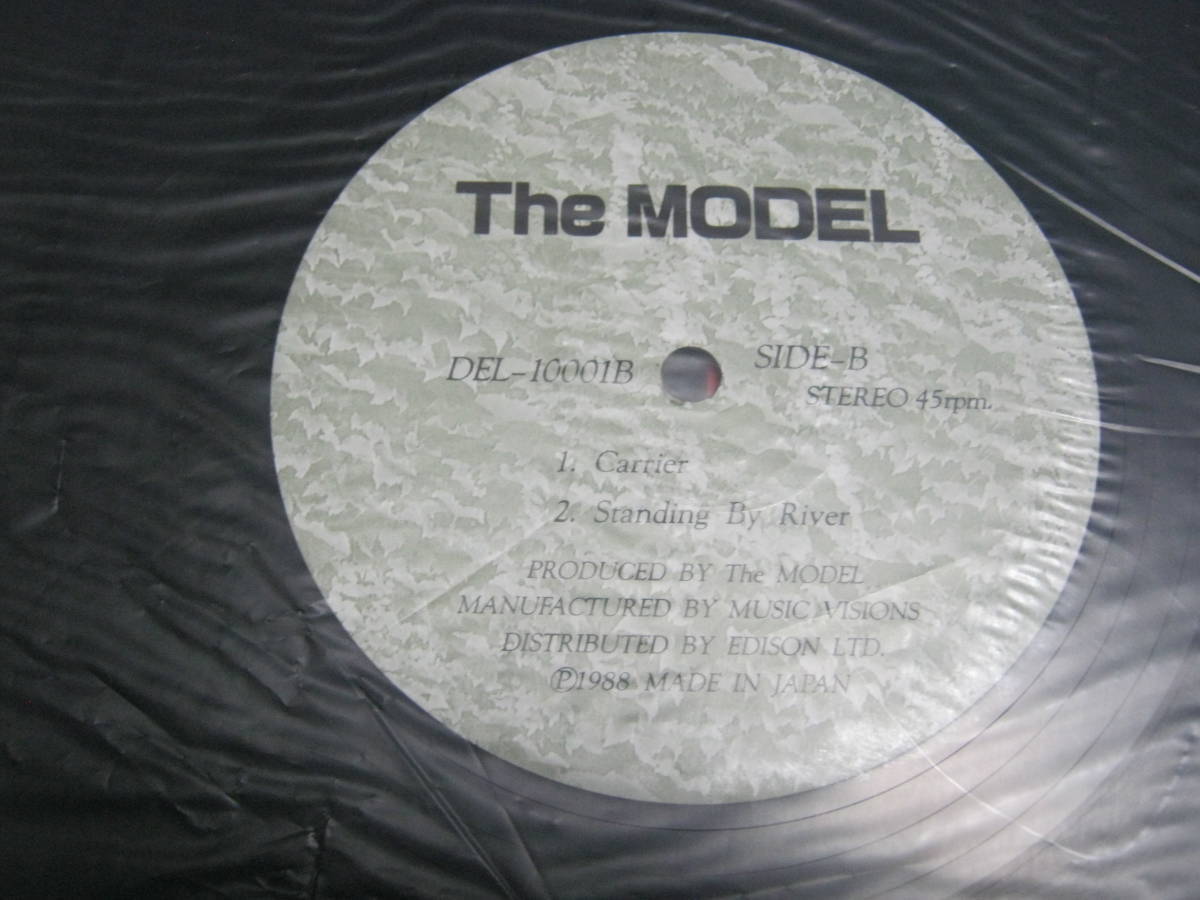 The MODEL
DEL-10001B
SIDE-B
STEREO 45rpm.
1. Carrier
2. Standing By River
PRODUCED BY The MODEL
MANUFACTURED BY MUSIC VISIONS
DISTRIBUTED BY EDISON LTD.
Ⓟ1988 MADE IN JAPAN